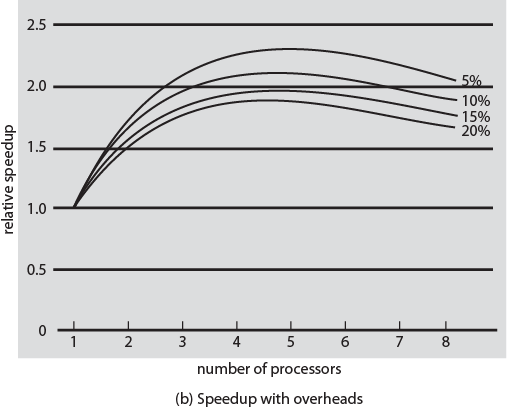 2.5
2.0
1.5
1.0
0.5
0
relative speedup
5%
10%
15%
20%
1 2 3 4 5 6 7 8
number of processors
(b) Speedup with overheads